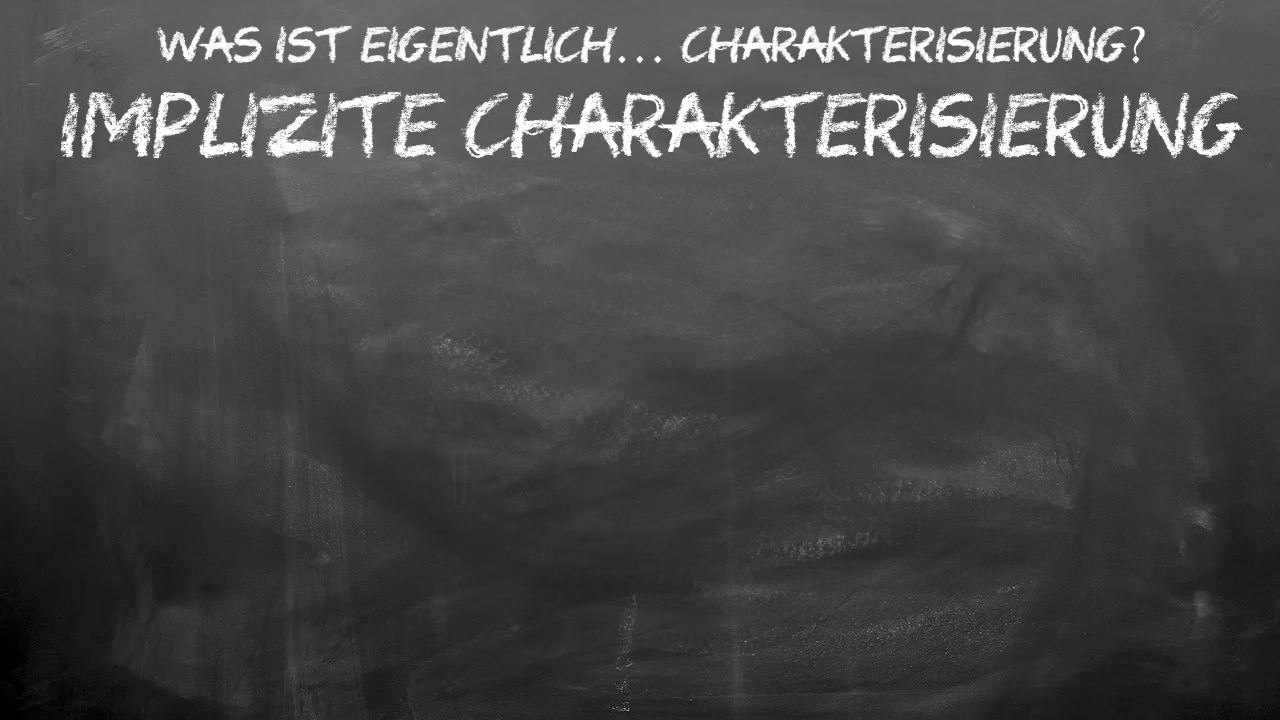 WAS IST EIGENTLICH... CHARAKTERISIERUNG?
IMPLIZITE CHARAKTERISIERUNG